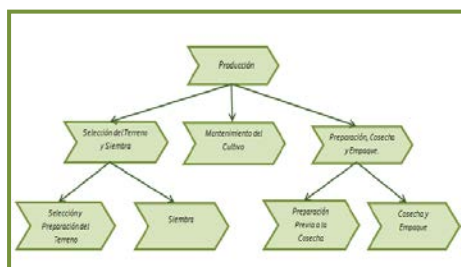 Producción
Selección del Terreno
y Siembra
Mantenimiento del
Cultivo
Preparación, Cosecha
y Empaque.
Selección y
Preparación del
Terreno
Siembra
Preparación
Previa a la
Cosecha
Cosecha y
Empaque